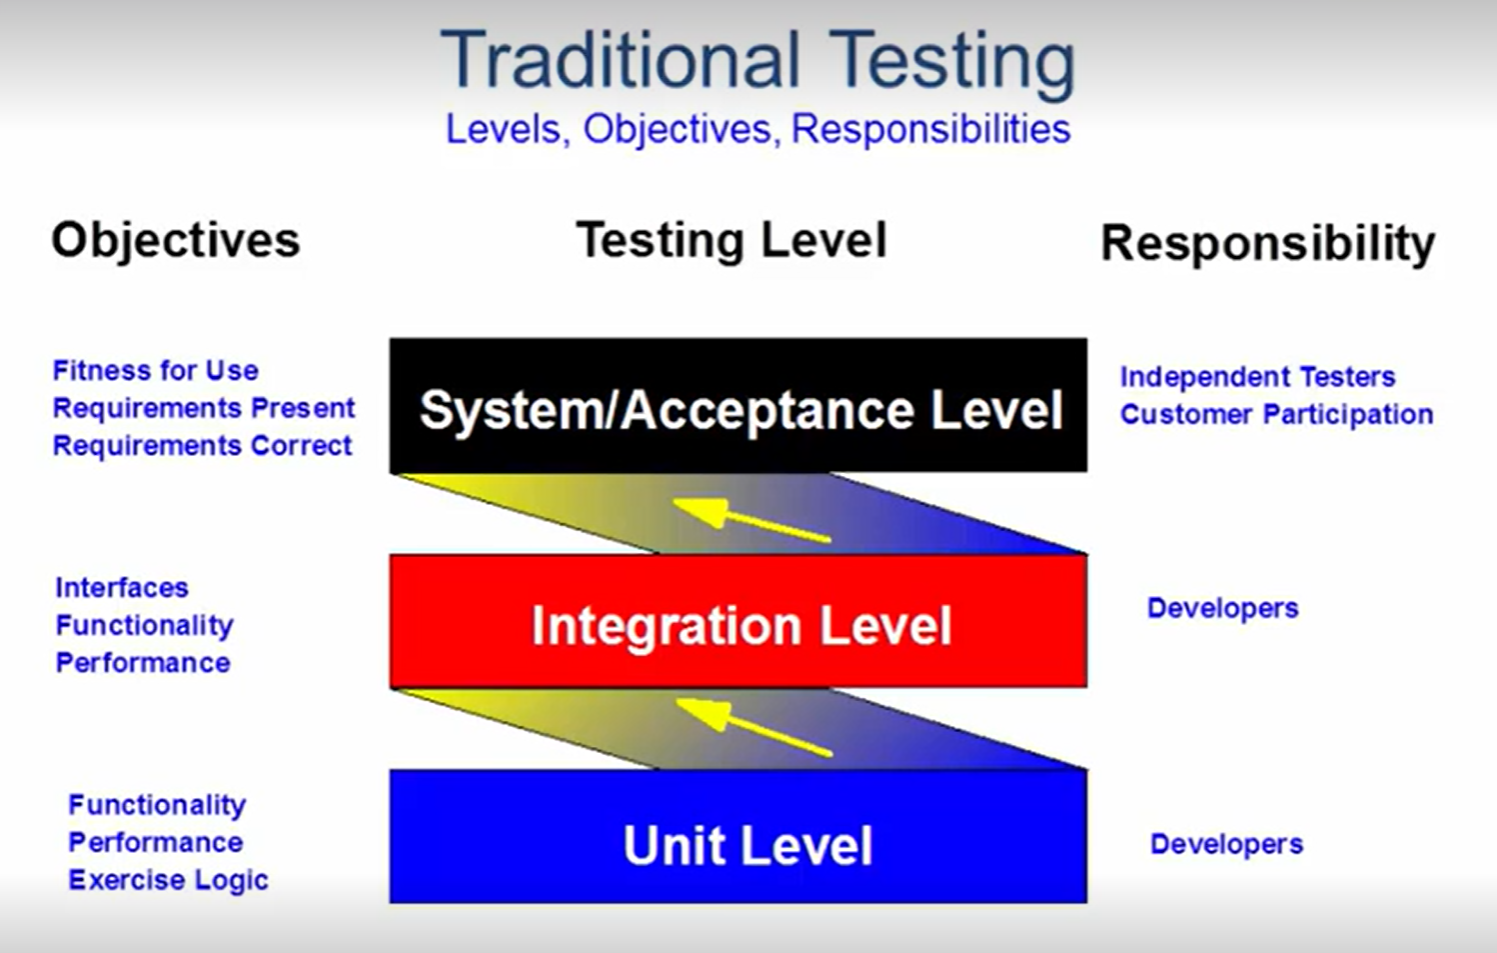 Traditional Testing
Levels, Objectives, Responsibilities
Objectives
Testing Level
Responsibility
Fitness for Use
Requirements Present
Requirements Correct
System/Acceptance Level
Independent Testers
Customer Participation
Interfaces
Functionality
Performance
Integration Level
Developers
Functionality
Performance
Exercise Logic
Unit Level
Developers